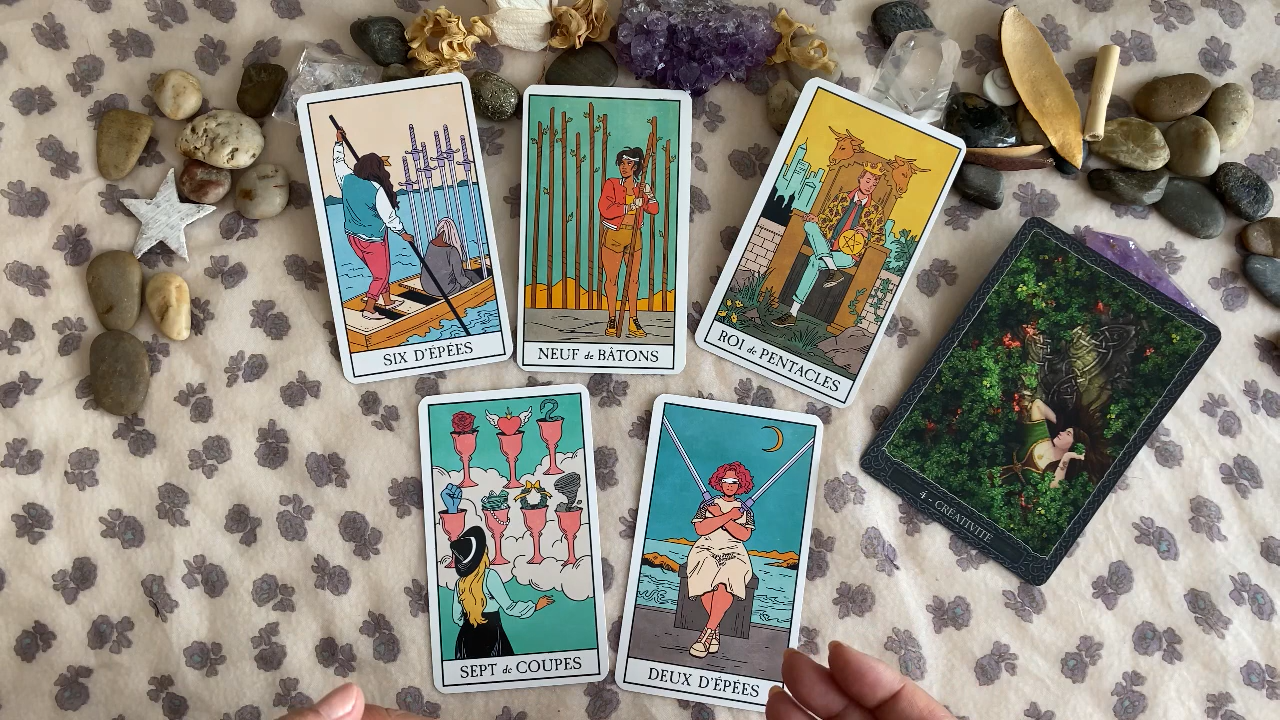 SIX D'ÉPÉES
NEUF de BÂTONS
ROI de PENTACLES
4 - CRÉATIVITÉ
SEPT de COUPES
DEUX D'ÉPÉES